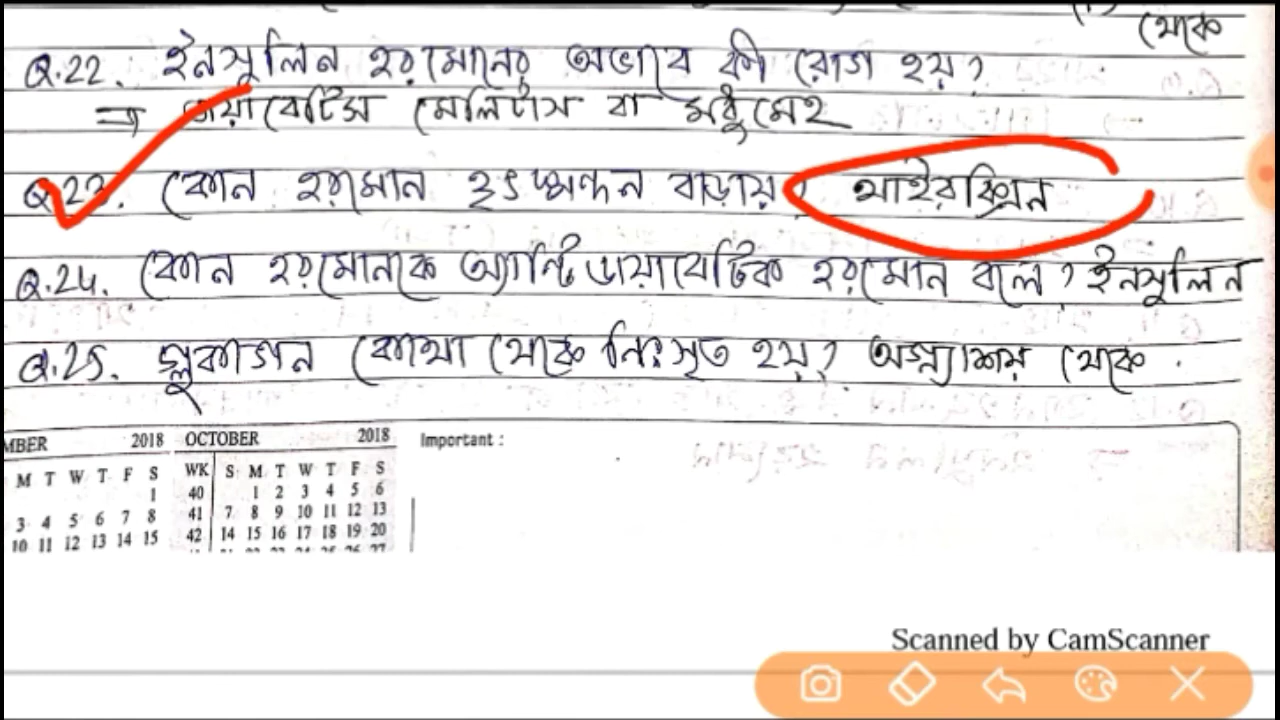 থেকে
Q.22. ইনসুলিন হরমোনের অভাবে কী রোগ হয়?
⇒ ডায়াবেটিস মেলিটাস বা মধুমেহ
Q.23. কোন হরমোন হৃৎস্পন্দন বাড়ায়? থাইরক্সিন
Q.24. কোন হরমোনকে অ্যান্টিডায়াবেটিক হরমোন বলে? ইনসুলিন
Q.25. গ্লুকাগন কোথা থেকে নিঃসৃত হয়? অগ্ন্যাশয় থেকে
MBER 2018 OCTOBER 2018 Important :
M T W T F S WK S M T W T F S
1 40 1 2 3 4 5 6
3 4 5 6 7 8 41 7 8 9 10 11 12 13
10 11 12 13 14 15 42 14 15 16 17 18 19 20
Scanned by CamScanner